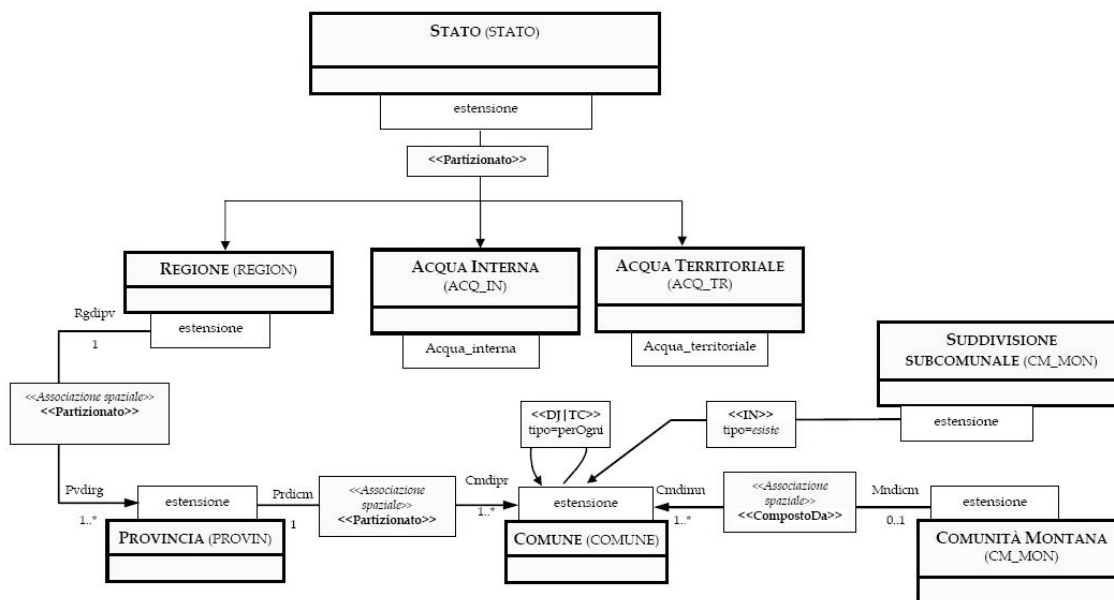 STATO (STATO)
estensione
<<Partizionato>>
REGIONE (REGION)
estensione
ACQUA INTERNA
(ACQ_IN)
Acqua_interna
ACQUA TERRITORIALE
(ACQ_TR)
Acqua_territoriale
SUDDIVISIONE
SUBCOMUNALE (CM_MON)
estensione
Rgdipv
1
<<Associazione spaziale>>
<<Partizionato>>
<<DJ|TC>>
tipo=perOgni
<<IN>>
tipo=esiste
Pvdirg
1..*
estensione
PROVINCIA (PROVIN)
Prdicm
1
<<Associazione
spaziale>>
<<Partizionato>>
Cmdipr
1..*
estensione
COMUNE (COMUNE)
Cmdimn
1..*
<<Associazione
spaziale>>
<<CompostoDa>>
Mndicm
0..1
estensione
COMUNITÀ MONTANA
(CM_MON)